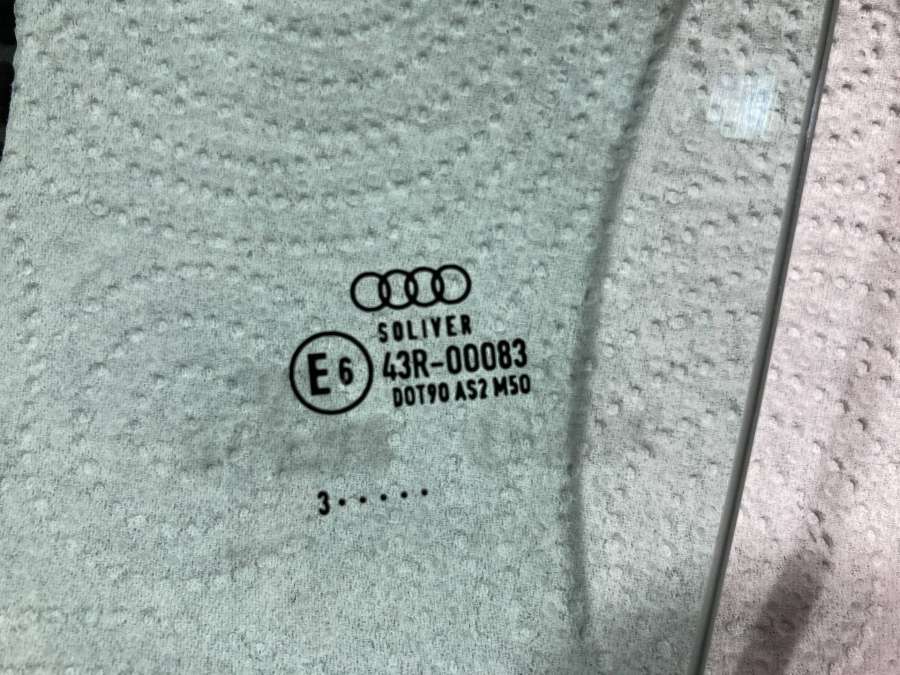 SOLIVER
E6 43R-00083
DOT90 AS2 M50
3.....